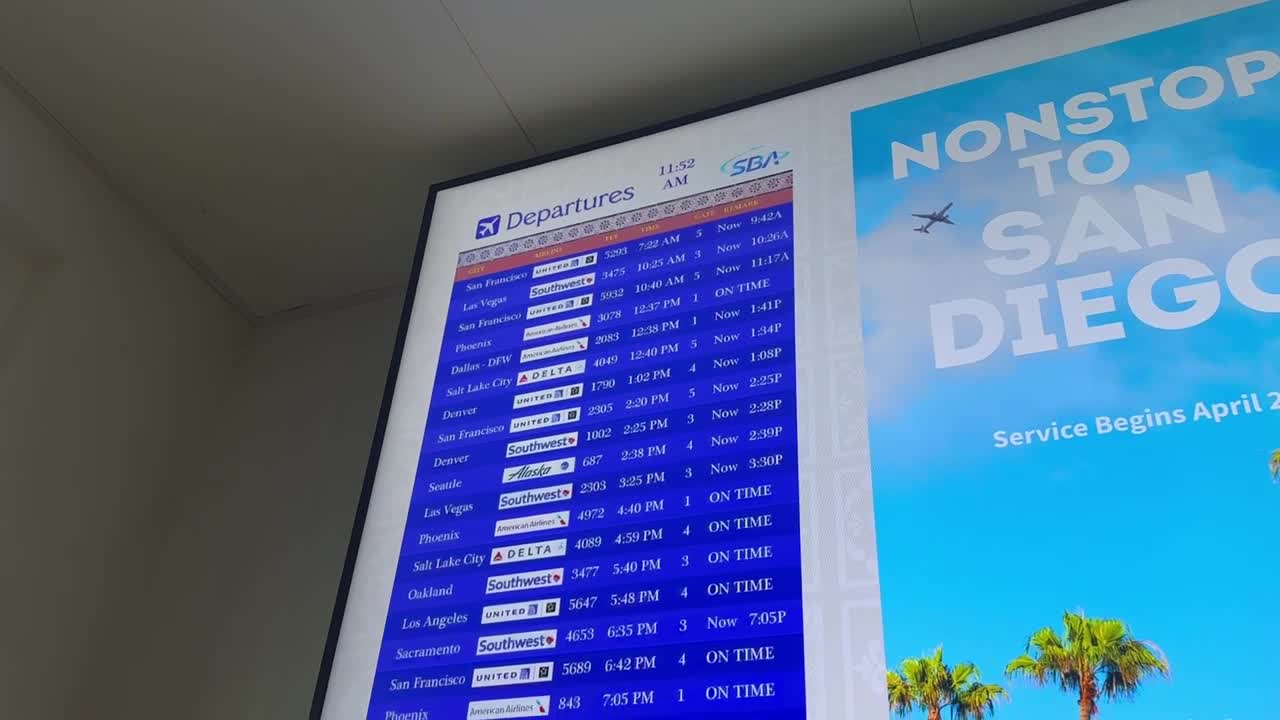 Departures 11:52 AM SBA
CITY AIRLINE FLT TIME GATE REMARK
San Francisco UNITED 5293 7:22 AM 5 Now 9:42A
Las Vegas Southwest 3475 10:25 AM 3 Now 10:26A
San Francisco UNITED 5932 10:40 AM 5 Now 11:17A
Phoenix American Airlines 3078 12:37 PM 1 ON TIME
Dallas - DFW American Airlines 2083 12:38 PM 1 Now 1:41P
Salt Lake City DELTA 4049 12:40 PM 5 Now 1:34P
Denver UNITED 1790 1:02 PM 4 Now 1:08P
San Francisco UNITED 2305 2:20 PM 5 Now 2:25P
Denver Southwest 1002 2:25 PM 3 Now 2:28P
Seattle Alaska 687 2:38 PM 4 Now 2:39P
Las Vegas Southwest 2303 3:25 PM 3 Now 3:30P
Phoenix American Airlines 4972 4:40 PM 1 ON TIME
Salt Lake City DELTA 4089 4:59 PM 4 ON TIME
Oakland Southwest 3477 5:40 PM 3 ON TIME
Los Angeles UNITED 5647 5:48 PM 4 ON TIME
Sacramento Southwest 4653 6:35 PM 3 Now 7:05P
San Francisco UNITED 5689 6:42 PM 4 ON TIME
Phoenix American Airlines 843 7:05 PM 1 ON TIME
NONSTOP
TO
SAN
DIEGO
Service Begins April 2